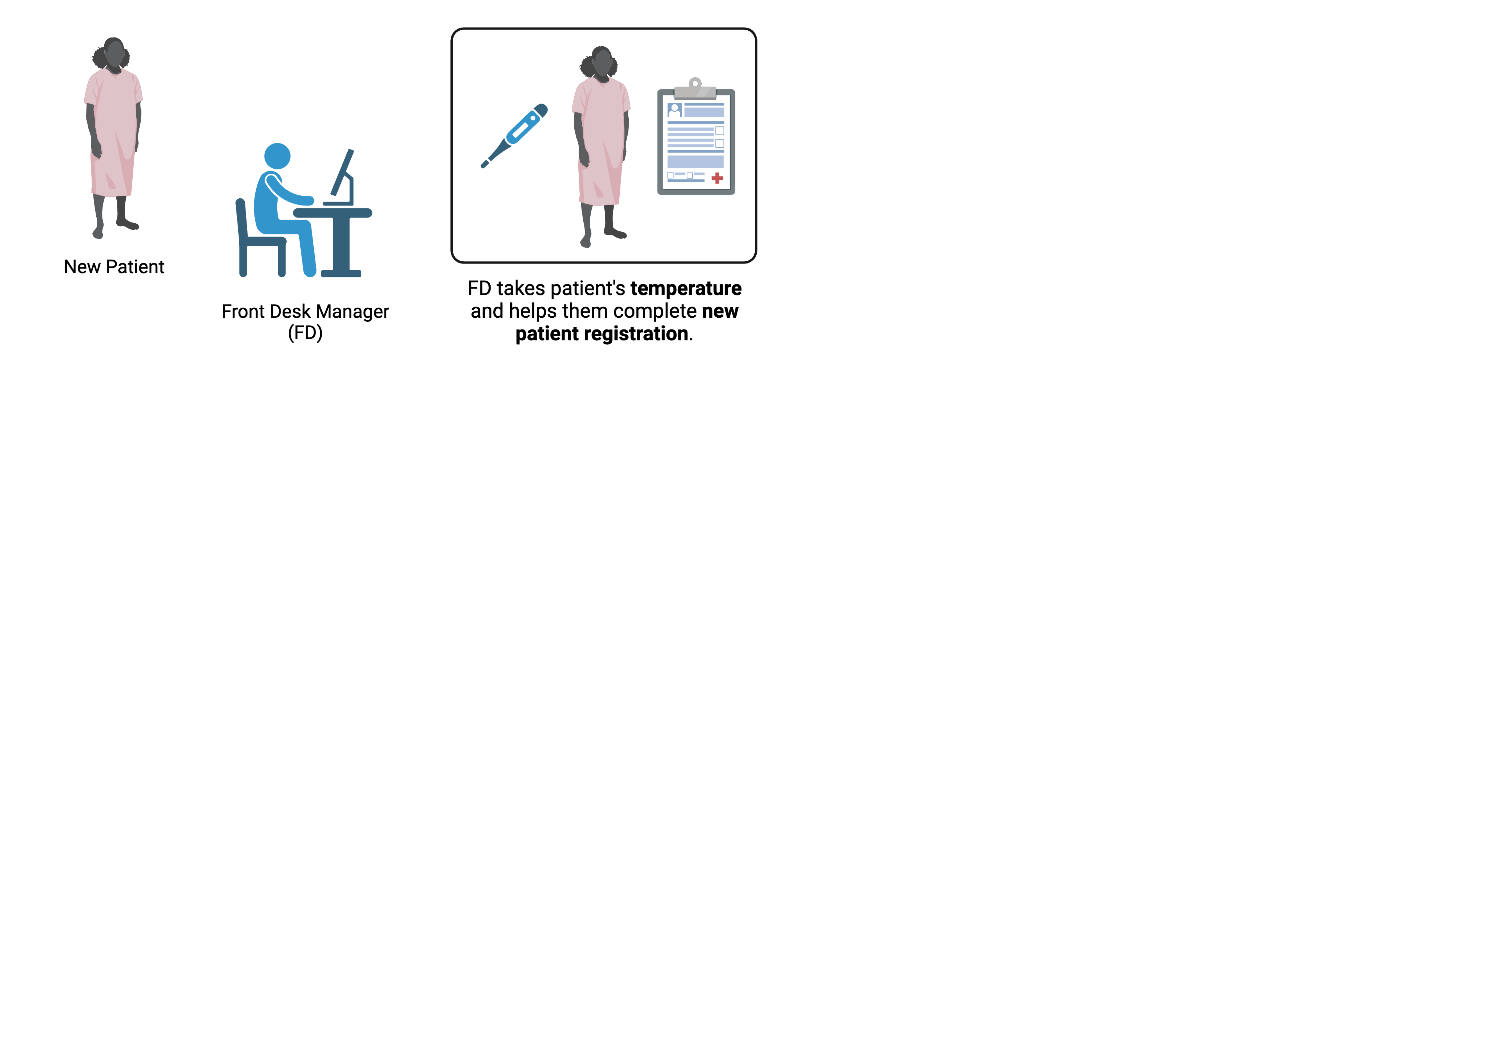 New Patient
Front Desk Manager
(FD)
FD takes patient's temperature
and helps them complete new
patient registration.